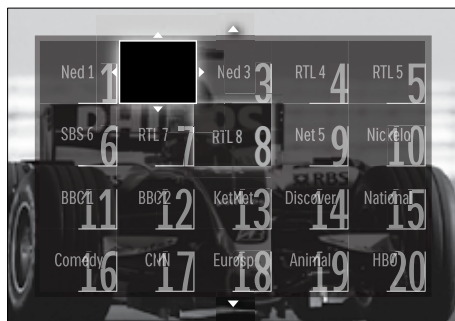 Ned 1 1 Ned 3 3 RTL 4 4 RTL 5 5
SBS 6 6 RTL 7 7 RTL 8 8 Net 5 9 Nickelo 10
BBC1 11 BBC2 12 KetNet 13 Discover 14 National 15
Comedy 16 CNN 17 Eurosp 18 Animal 19 HBO 20
RBS